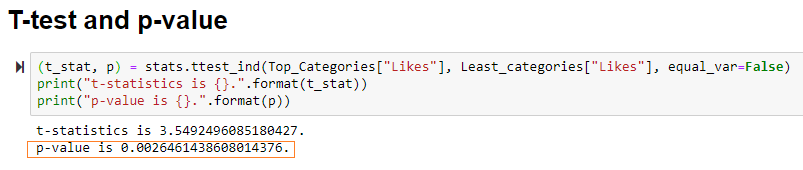 T-test and p-value
(t_stat, p) = stats.ttest_ind(Top_Categories["Likes"], Least_categories["Likes"], equal_var=False)
print("t-statistics is {}.".format(t_stat))
print("p-value is {}.".format(p))
t-statistics is 3.5492496085180427.
p-value is 0.0026461438608014376.